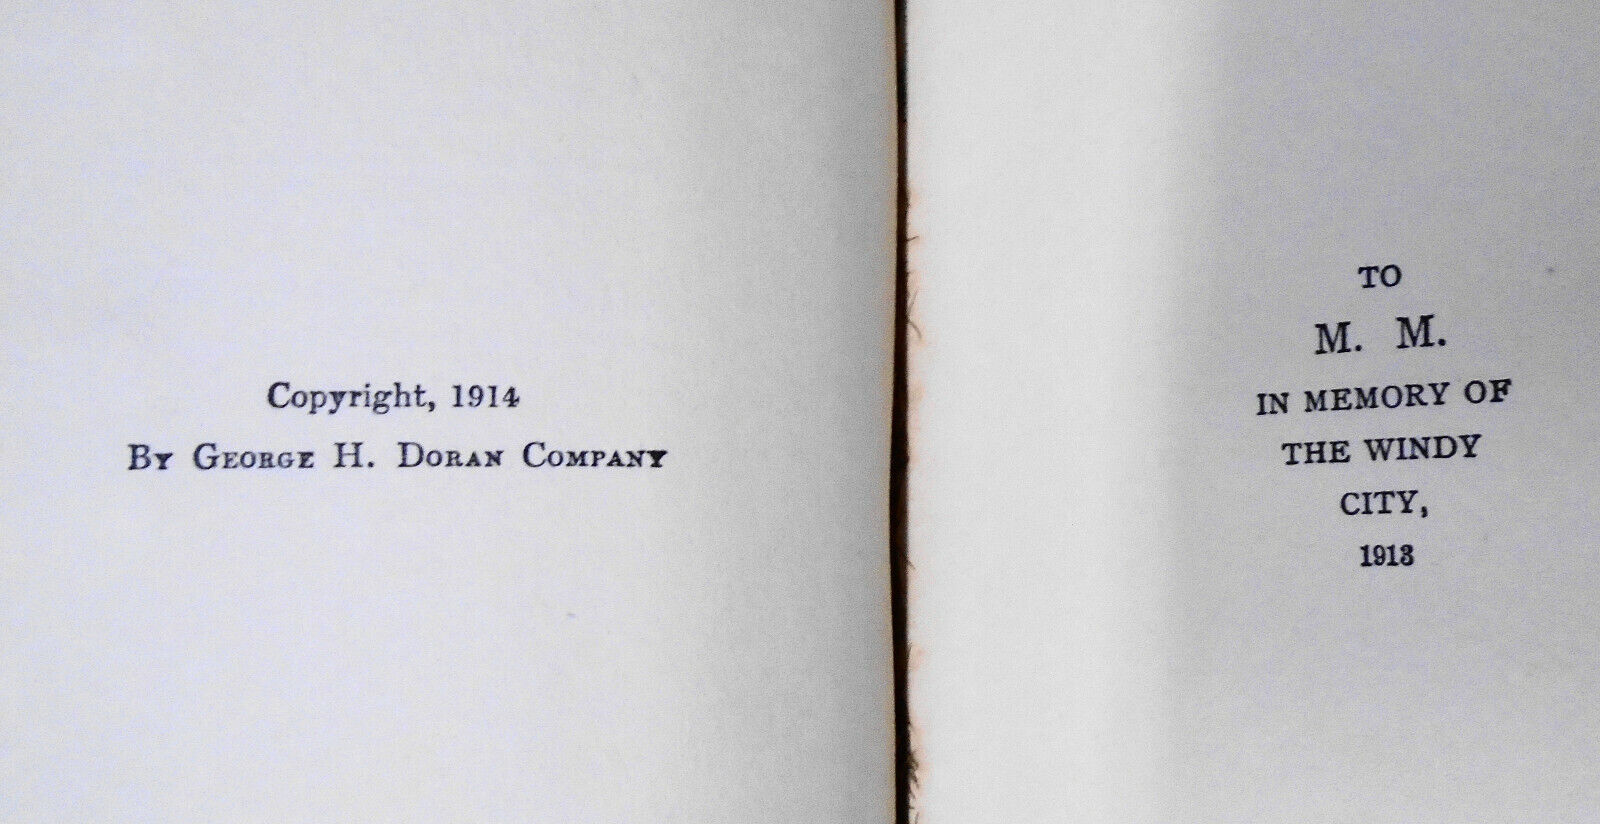 Copyright, 1914
By George H. Doran Company
TO
M. M.
IN MEMORY OF
THE WINDY
CITY,
1913